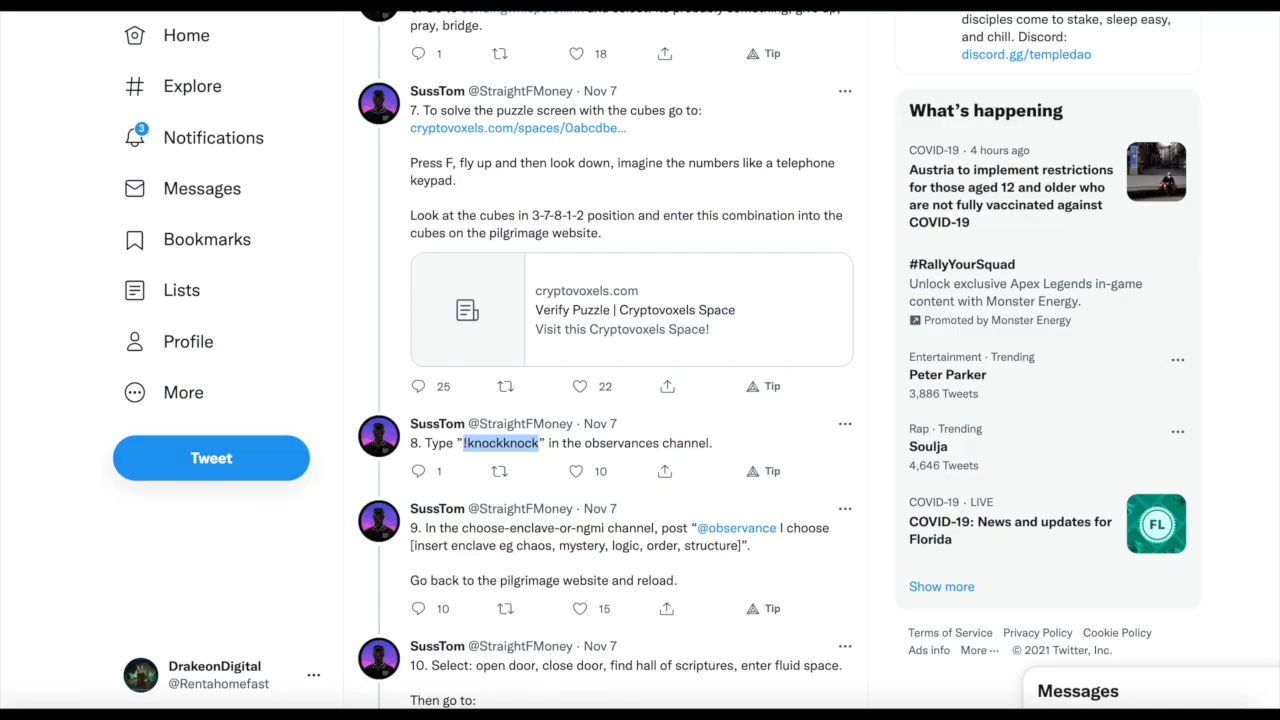 Home
Explore
3
Notifications
Messages
Bookmarks
Lists
Profile
More
Tweet
DrakeonDigital
@Rentahomefast
pray, bridge.
1
18
Tip
SussTom @StraightFMoney · Nov 7
7. To solve the puzzle screen with the cubes go to:
cryptovoxels.com/spaces/0abcdbe...
Press F, fly up and then look down, imagine the numbers like a telephone
keypad.
Look at the cubes in 3-7-8-1-2 position and enter this combination into the
cubes on the pilgrimage website.
cryptovoxels.com
Verify Puzzle | Cryptovoxels Space
Visit this Cryptovoxels Space!
25
22
Tip
SussTom @StraightFMoney · Nov 7
8. Type "!knockknock" in the observances channel.
1
10
Tip
SussTom @StraightFMoney · Nov 7
9. In the choose-enclave-or-ngmi channel, post “@observance I choose
[insert enclave eg chaos, mystery, logic, order, structure]”.
Go back to the pilgrimage website and reload.
10
15
Tip
SussTom @StraightFMoney · Nov 7
10. Select: open door, close door, find hall of scriptures, enter fluid space.
Then go to:
disciples come to stake, sleep easy,
and chill. Discord:
discord.gg/templedao
What’s happening
COVID-19 · 4 hours ago
Austria to implement restrictions
for those aged 12 and older who
are not fully vaccinated against
COVID-19
#RallyYourSquad
Unlock exclusive Apex Legends in-game
content with Monster Energy.
Promoted by Monster Energy
Entertainment · Trending
Peter Parker
3,886 Tweets
Rap · Trending
Soulja
4,646 Tweets
COVID-19 · LIVE
COVID-19: News and updates for
Florida
FL
Show more
Terms of Service Privacy Policy Cookie Policy
Ads info More ··· © 2021 Twitter, Inc.
Messages